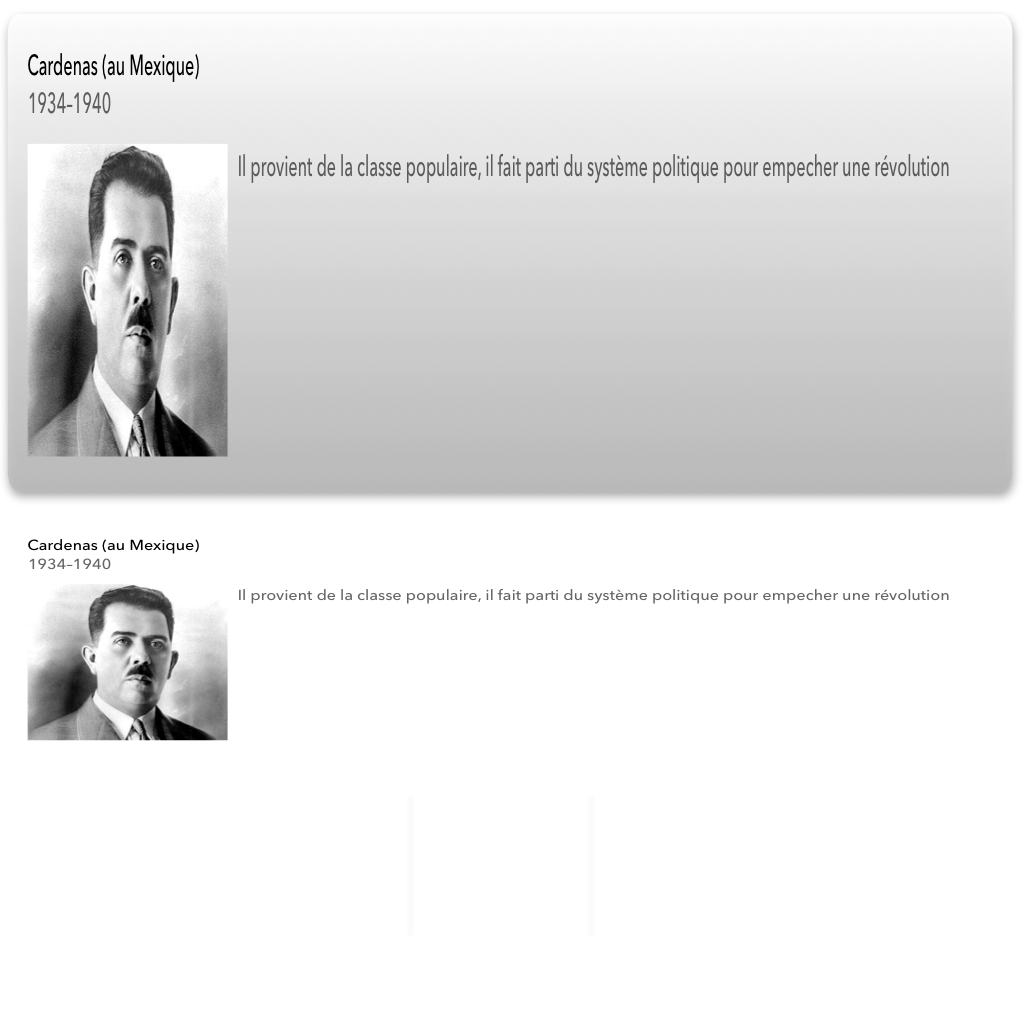 Cardenas (au Mexique)
1934-1940
Il provient de la classe populaire, il fait parti du système politique pour empecher une révolution
Cardenas (au Mexique)
1934–1940
Il provient de la classe populaire, il fait parti du système politique pour empecher une révolution